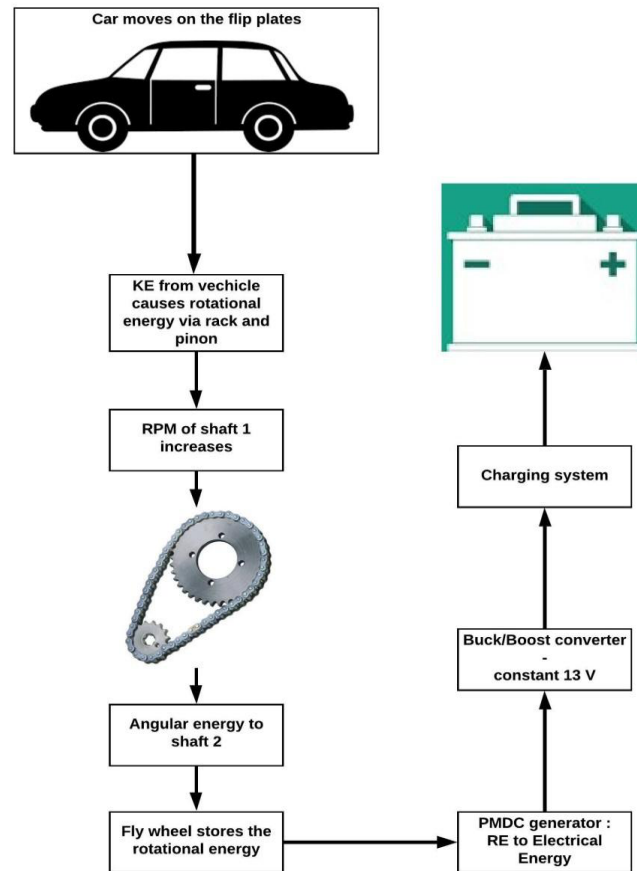 Car moves on the flip plates
KE from vechicle
causes rotational
energy via rack and
pinon
RPM of shaft 1
increases
Angular energy to
shaft 2
Fly wheel stores the
rotational energy
PMDC generator :
RE to Electrical
Energy
Buck/Boost converter
-
constant 13 V
Charging system